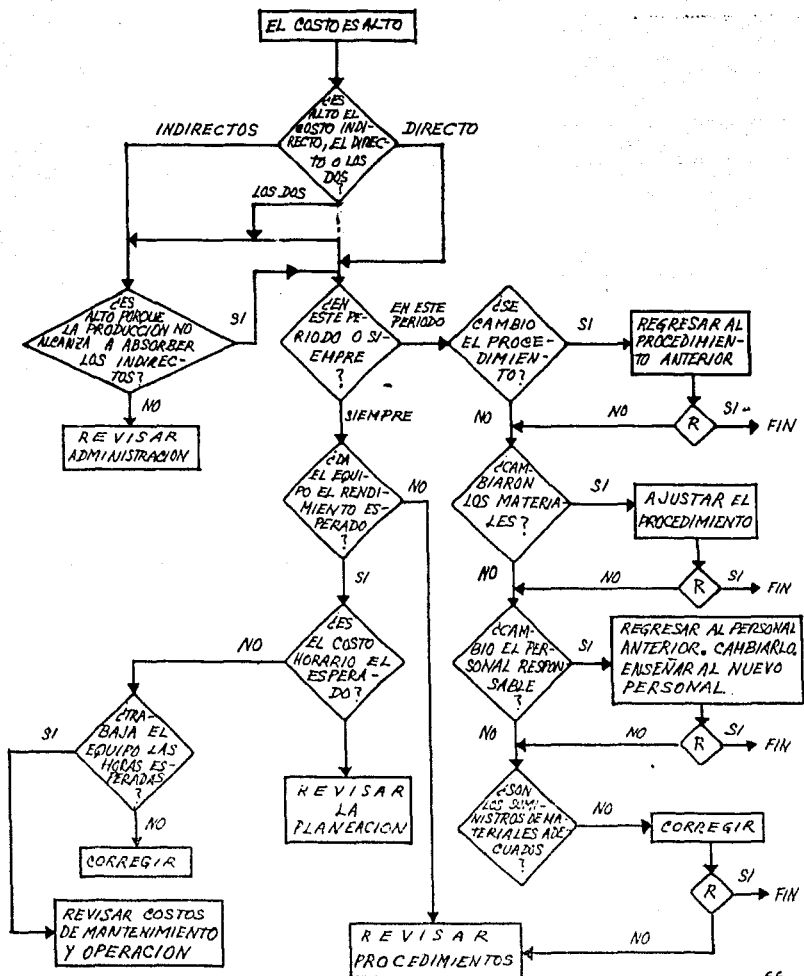 EL COSTO ES ALTO
¿ES
ALTO EL
COSTO INDI-
RECTO, EL DIREC-
TO O LOS
DOS
?
INDIRECTOS
DIRECTO
LOS DOS
¿ES
ALTO PORQUE
LA PRODUCCIÓN NO
ALCANZA A ABSORBER
LOS INDIREC-
TOS?
SI
NO
REVISAR
ADMINISTRACION
¿EN
ESTE PE-
RIODO O SI-
EMPRE
?
EN ESTE
PERIODO
SIEMPRE
¿SE
CAMBIO
EL PROCE-
DIMIEN-
TO?
SI
NO
REGRESAR AL
PROCEDIMIEN-
TO ANTERIOR
R
SI
FIN
NO
¿DA
EL EQUI-
PO EL RENDI-
MIENTO ES-
PERADO
?
NO
SI
¿CAM-
BIARON
LOS MATERIA-
LES?
SI
NO
AJUSTAR EL
PROCEDIMIENTO
R
SI
FIN
NO
¿ES
EL COSTO
HORARIO EL
ESPERA-
DO?
NO
¿CAM-
BIO EL PER-
SONAL RESPON-
SABLE
?
SI
NO
REGRESAR AL PERSONAL
ANTERIOR. CAMBIARLO,
ENSEÑAR AL NUEVO
PERSONAL.
R
SI
FIN
NO
¿TRA-
BAJA EL
EQUIPO LAS
HORAS ES-
PERADAS
?
SI
NO
CORREGIR
REVISAR
LA
PLANEACION
¿SON
LOS SUMI-
NISTROS DE MA-
TERIALES ADE-
CUADOS
?
NO
CORREGIR
R
SI
FIN
NO
REVISAR COSTOS
DE MANTENIMIENTO
Y OPERACION
REVISAR
PROCEDIMIENTOS